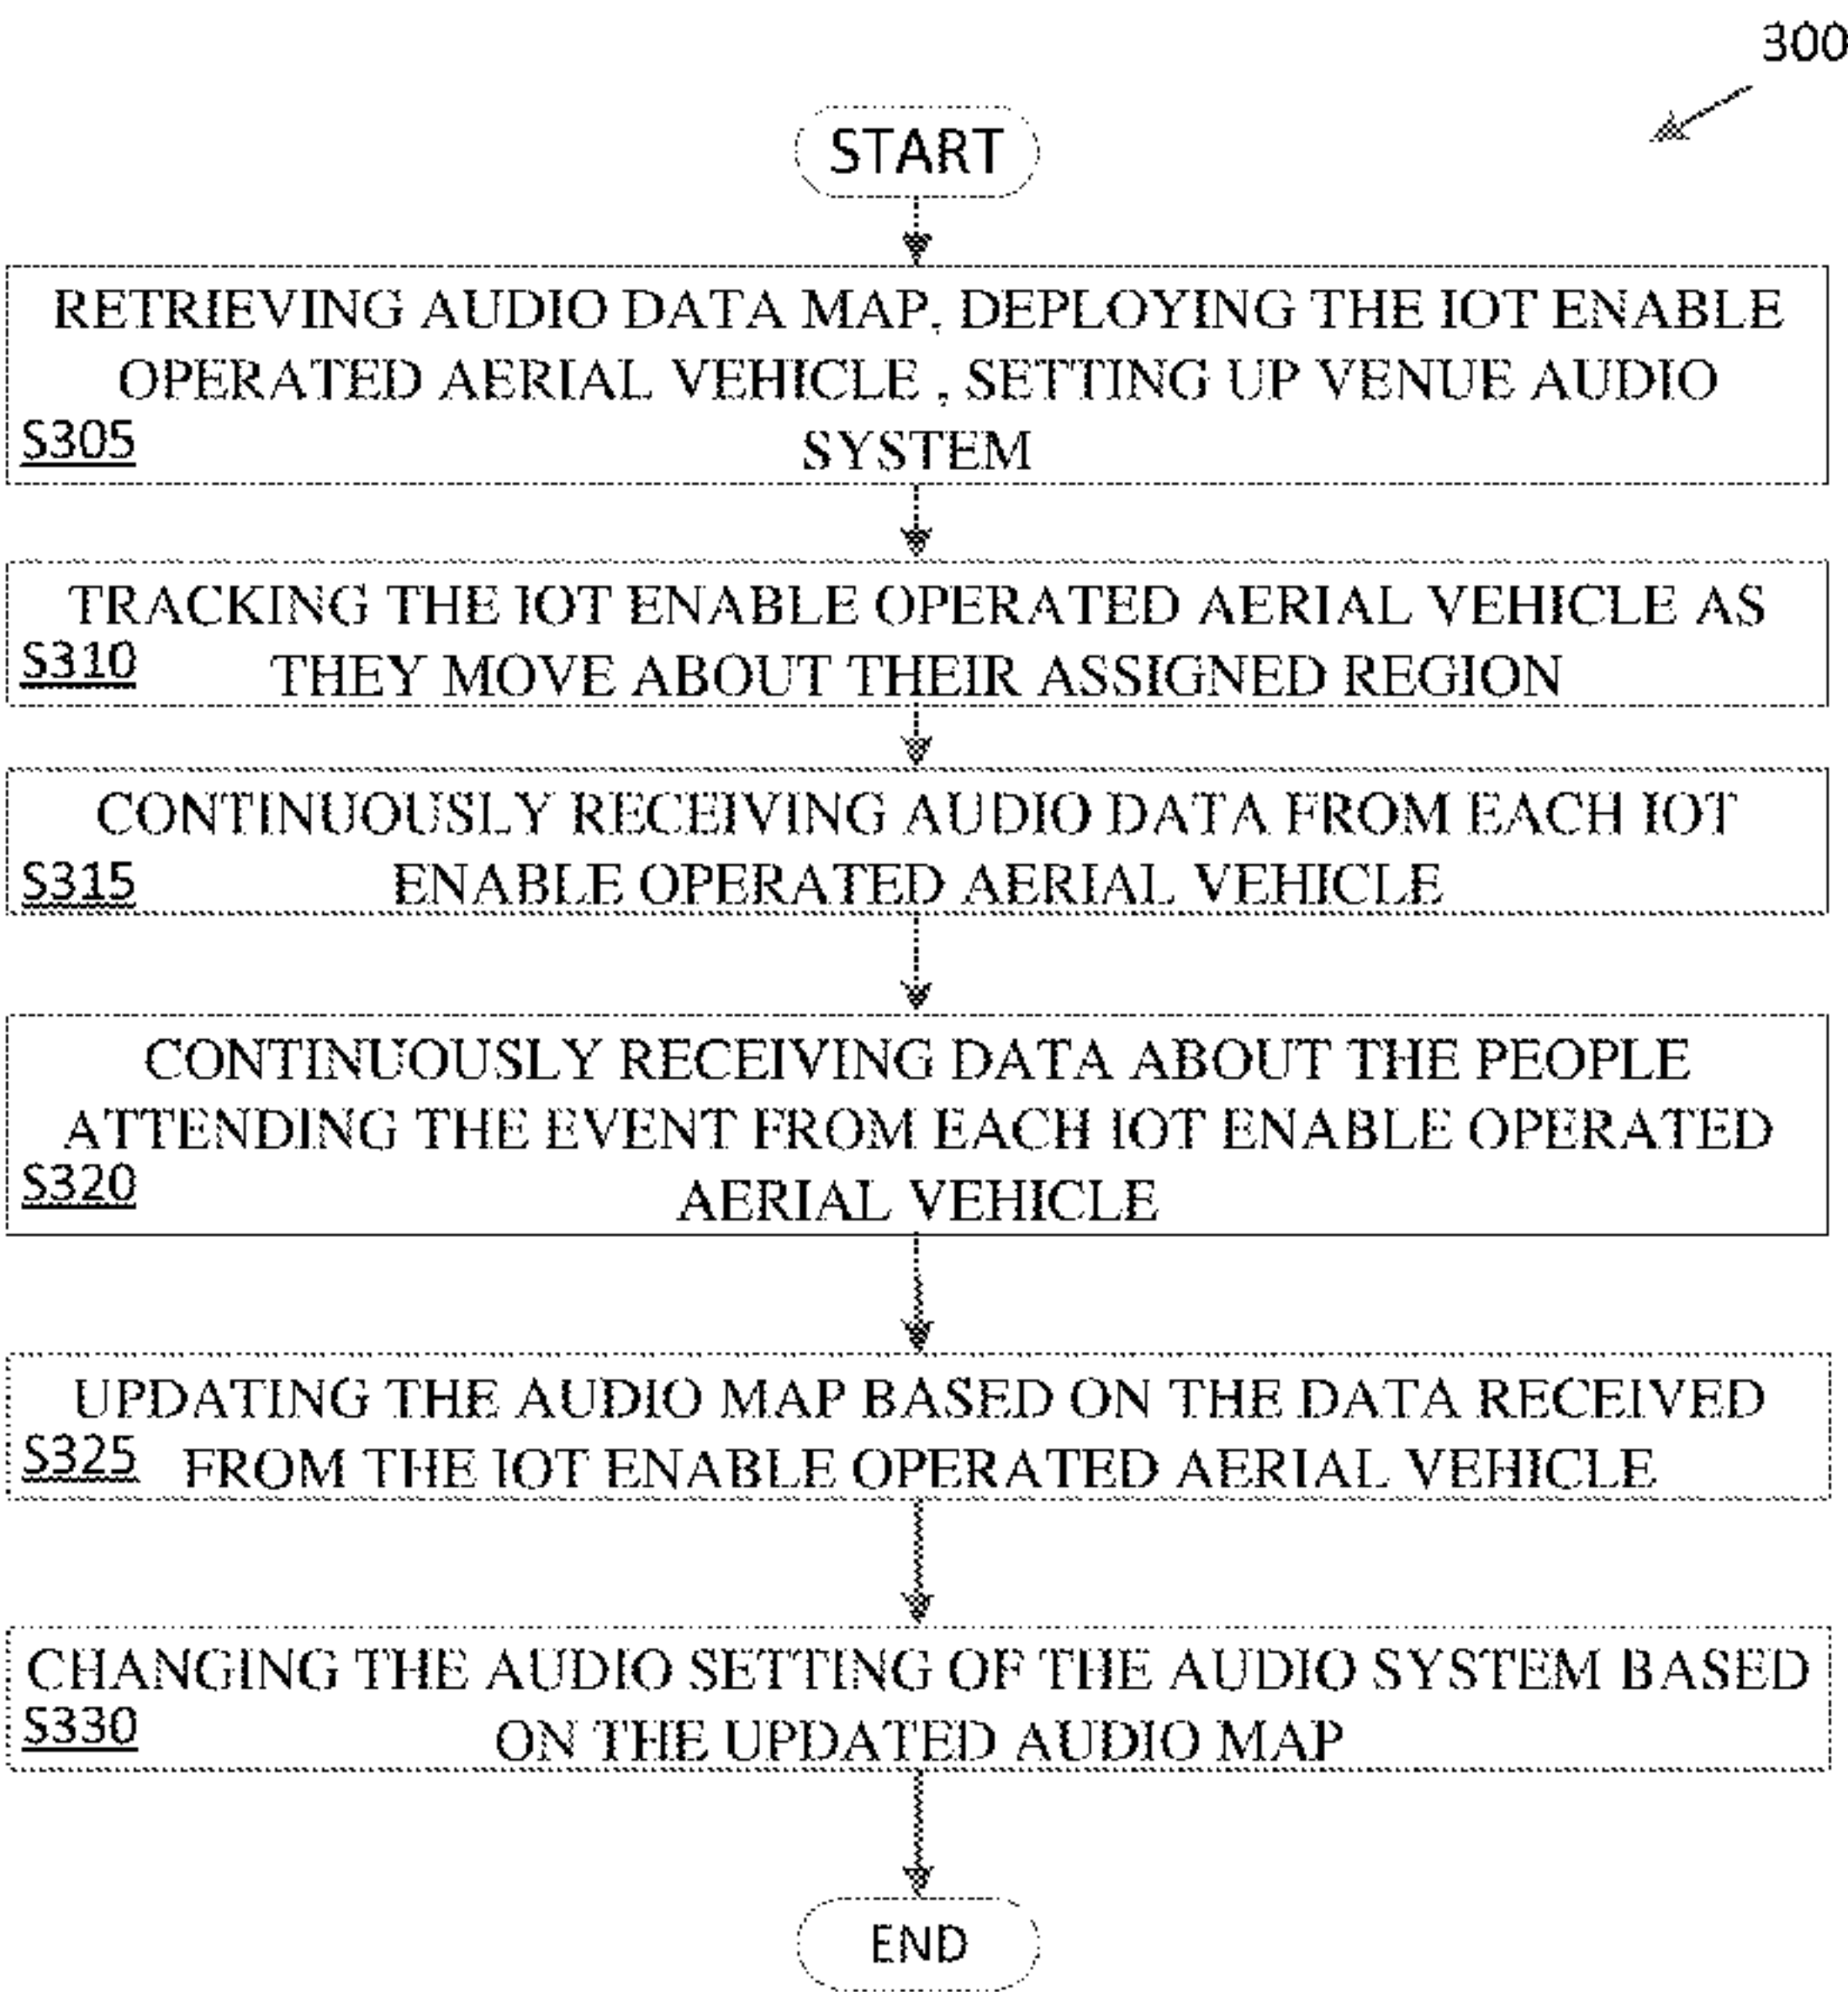 300
START
RETRIEVING AUDIO DATA MAP, DEPLOYING THE IOT ENABLE
OPERATED AERIAL VEHICLE , SETTING UP VENUE AUDIO
SYSTEM
S305
TRACKING THE IOT ENABLE OPERATED AERIAL VEHICLE AS
THEY MOVE ABOUT THEIR ASSIGNED REGION
S310
CONTINUOUSLY RECEIVING AUDIO DATA FROM EACH IOT
ENABLE OPERATED AERIAL VEHICLE
S315
CONTINUOUSLY RECEIVING DATA ABOUT THE PEOPLE
ATTENDING THE EVENT FROM EACH IOT ENABLE OPERATED
AERIAL VEHICLE
S320
UPDATING THE AUDIO MAP BASED ON THE DATA RECEIVED
FROM THE IOT ENABLE OPERATED AERIAL VEHICLE
S325
CHANGING THE AUDIO SETTING OF THE AUDIO SYSTEM BASED
ON THE UPDATED AUDIO MAP
S330
END